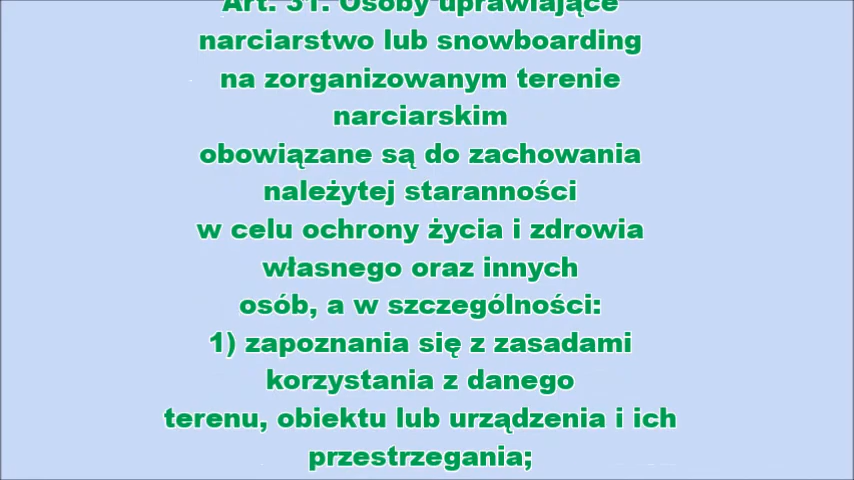 Art. 31. Osoby uprawiające
narciarstwo lub snowboarding
na zorganizowanym terenie
narciarskim
obowiązane są do zachowania
należytej staranności
w celu ochrony życia i zdrowia
własnego oraz innych
osób, a w szczególności:
1) zapoznania się z zasadami
korzystania z danego
terenu, obiektu lub urządzenia i ich
przestrzegania;